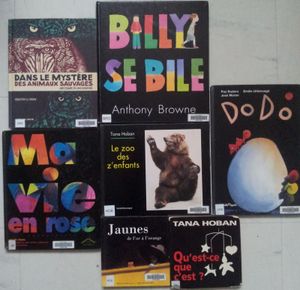 DANS LE MYSTÈRE
DES ANIMAUX SAUVAGES
BILLY
SE BILE
Anthony Browne
DODO
Ma
vie
en rose
Tana Hoban
Le zoo
des
z'enfants
Jaunes
de l'or à l'orange
TANA HOBAN
Qu'est-ce
que c'est ?